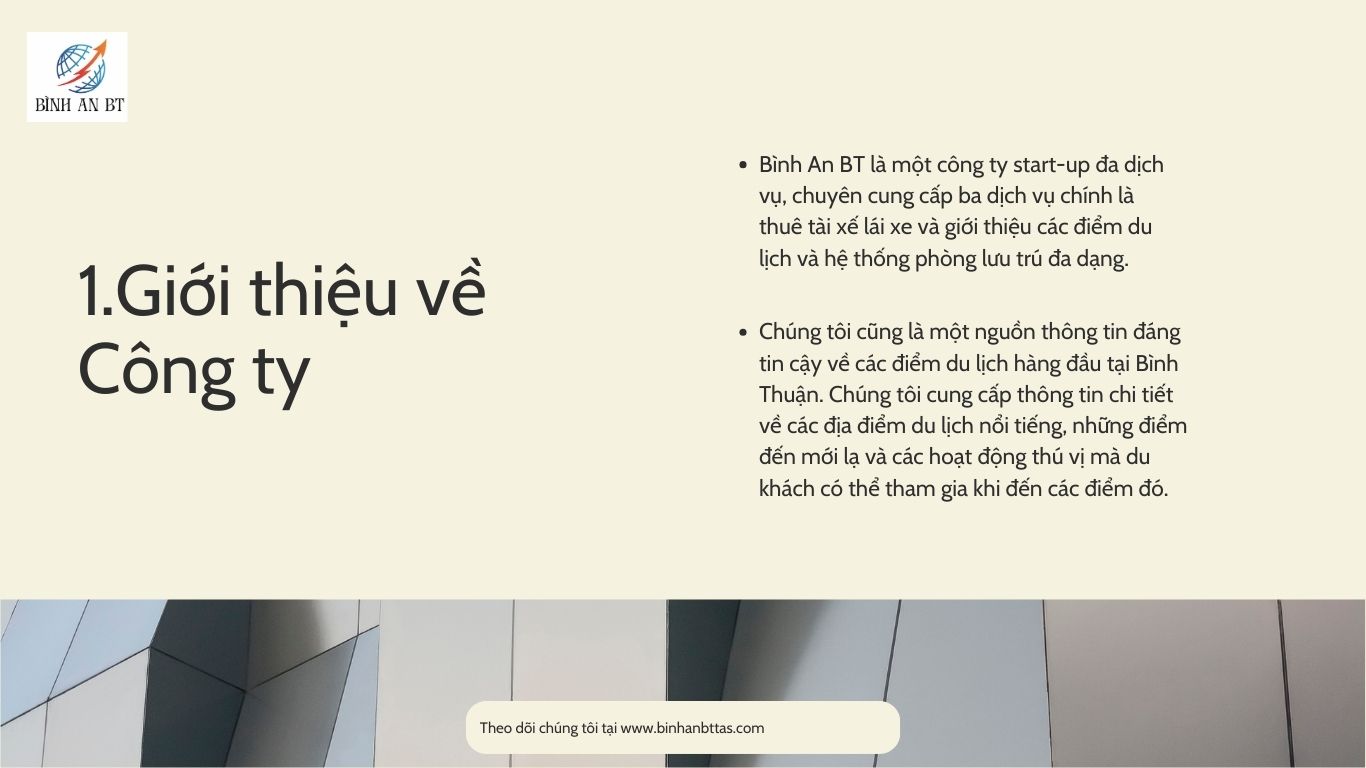 BÌNH AN BT
1.Giới thiệu về
Công ty
Bình An BT là một công ty start-up đa dịch
vụ, chuyên cung cấp ba dịch vụ chính là
thuê tài xế lái xe và giới thiệu các điểm du
lịch và hệ thống phòng lưu trú đa dạng.
Chúng tôi cũng là một nguồn thông tin đáng
tin cậy về các điểm du lịch hàng đầu tại Bình
Thuận. Chúng tôi cung cấp thông tin chi tiết
về các địa điểm du lịch nổi tiếng, những điểm
đến mới lạ và các hoạt động thú vị mà du
khách có thể tham gia khi đến các điểm đó.
Theo dõi chúng tôi tại www.binhanbttas.com